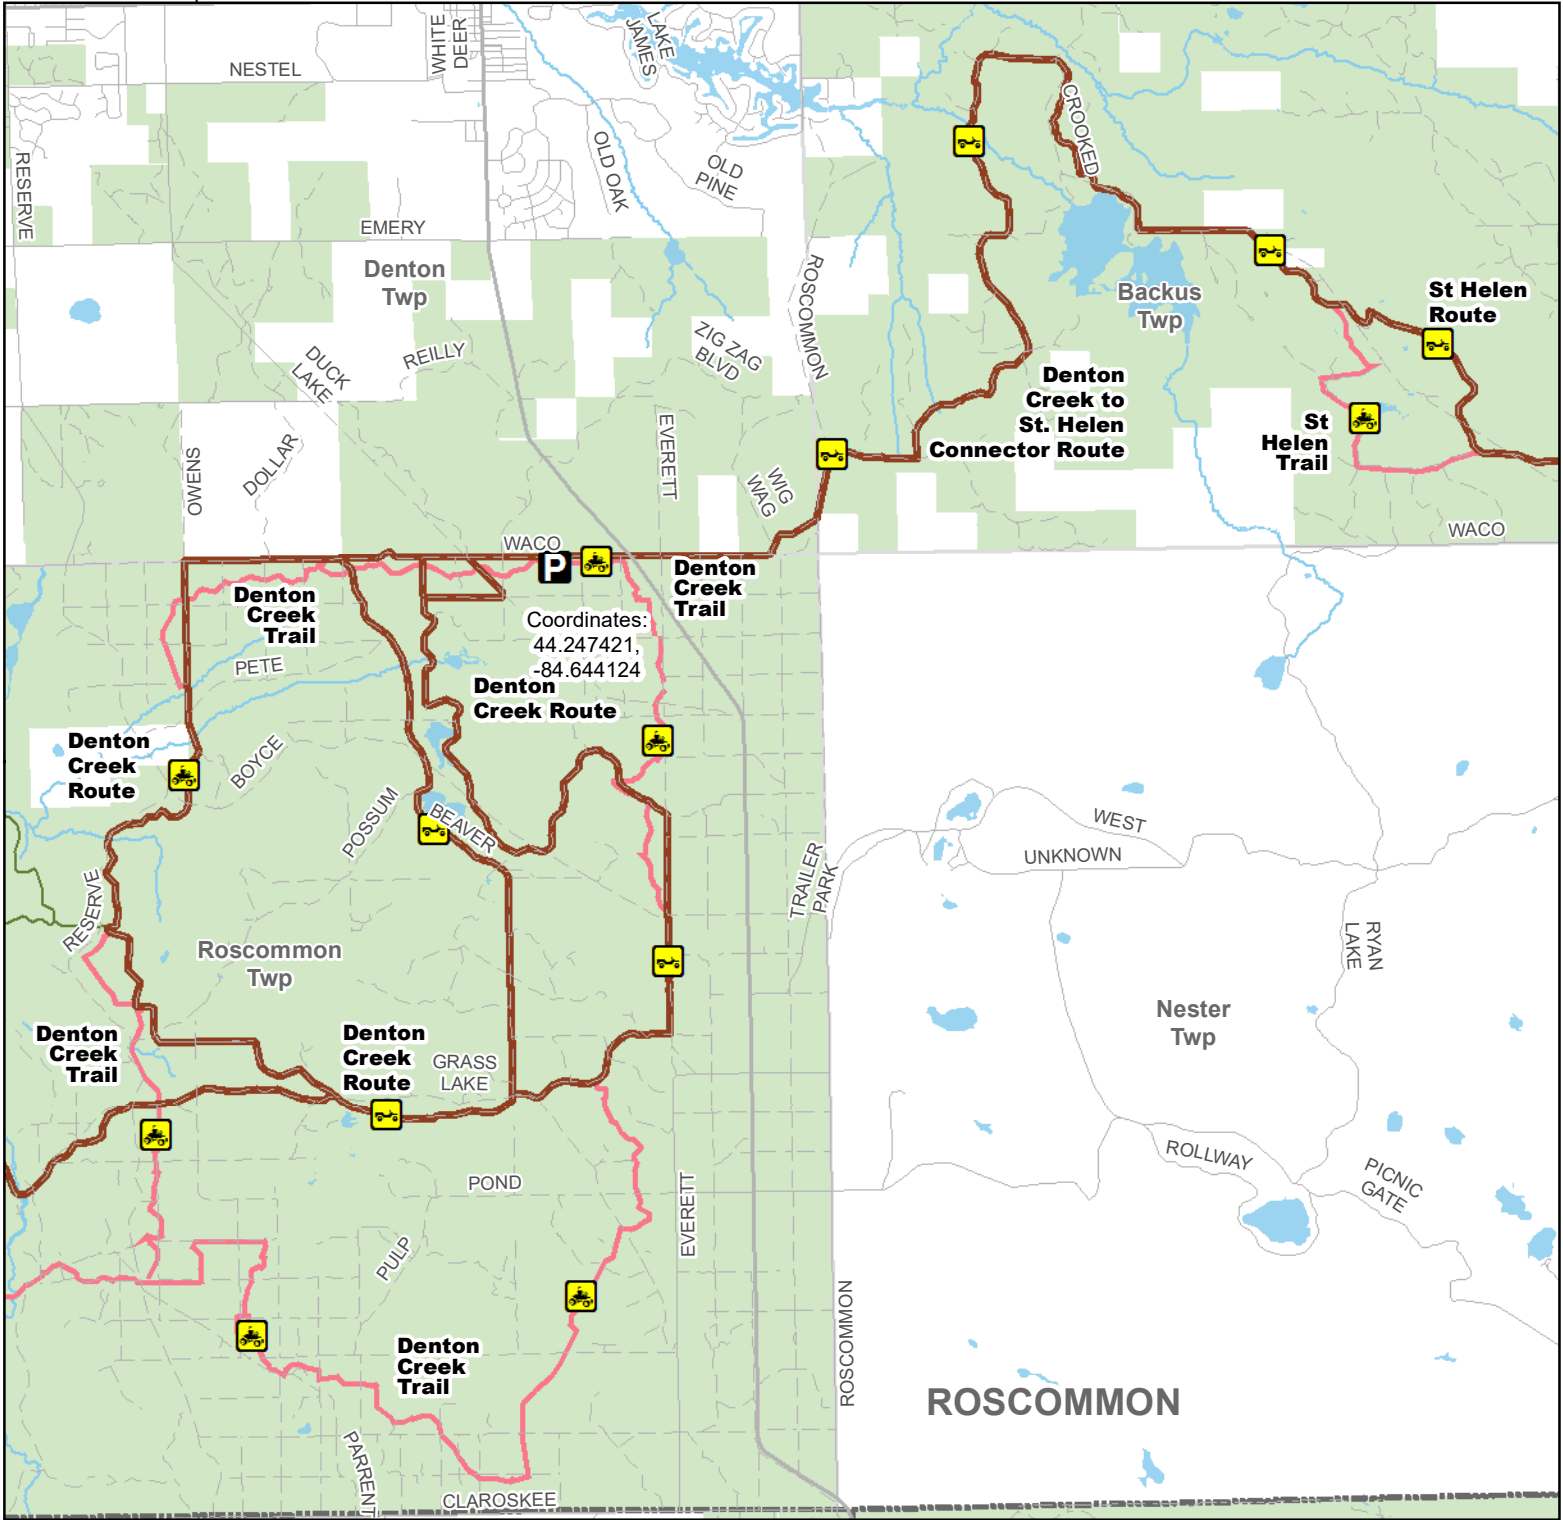 WHITE
DEER
LAKE
JAMES
NESTEL
CROOKED
RESERVE
OLD OAK
OLD
PINE
EMERY
Denton
Twp
ROSCOMMON
Backus
Twp
St Helen
Route
ZIG ZAG
BLVD
DUCK
LAKE
REILLY
Denton
Creek to
St. Helen
Connector Route
St
Helen
Trail
EVERETT
OWENS
DOLLAR
WIG
WAG
WACO
WACO
P
Denton
Creek
Trail
Denton
Creek
Trail
Coordinates:
44.247421,
-84.644124
PETE
Denton
Creek Route
Denton
Creek
Route
BOYCE
POSSUM
BEAVER
WEST
UNKNOWN
TRAILER
PARK
RESERVE
Roscommon
Twp
RYAN
LAKE
Nester
Twp
Denton
Creek
Trail
Denton
Creek
Route
GRASS
LAKE
ROLLWAY
PICNIC
GATE
POND
EVERETT
PULP
ROSCOMMON
Denton
Creek
Trail
ROSCOMMON
PARRENT
CLAROSKEE